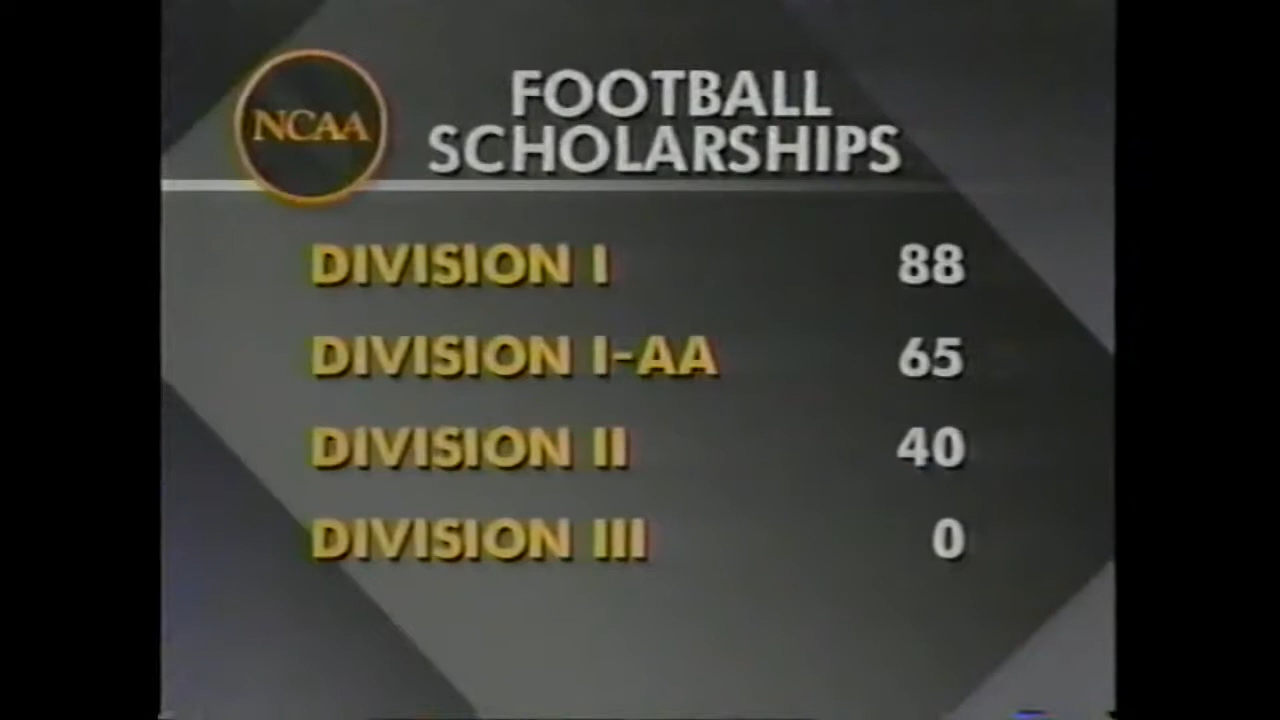 NCAA
FOOTBALL
SCHOLARSHIPS
DIVISION I 88
DIVISION I-AA 65
DIVISION II 40
DIVISION III 0